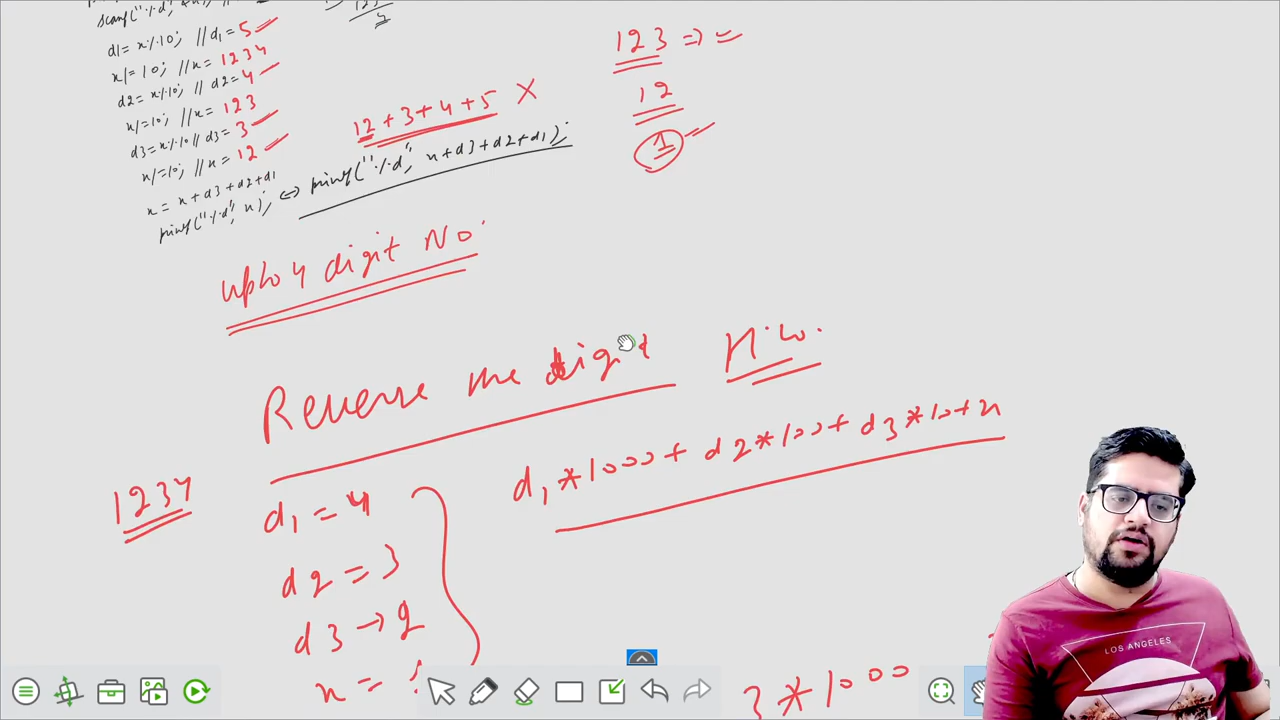 scanf("%d", &n);
d1 = n%10; //d1 = 5
n/=10; //n = 1234
d2 = n%10; //d2 = 4
n/=10; //n = 123
d3 = n%10 //d3 = 3
n/=10; //n = 12
n = n+d3+d2+d1
printf("%d", n); <=> printf("%d", n+d3+d2+d1);
12+3+4+5 X
123 =>
12
1
upto 4 digit No.
Reverse the digit H.W.
d1*1000 + d2*100 + d3*10+n
1234
d1 = 4
d2 = 3
d3 → 2
n =
3*1000
LOS ANGELES